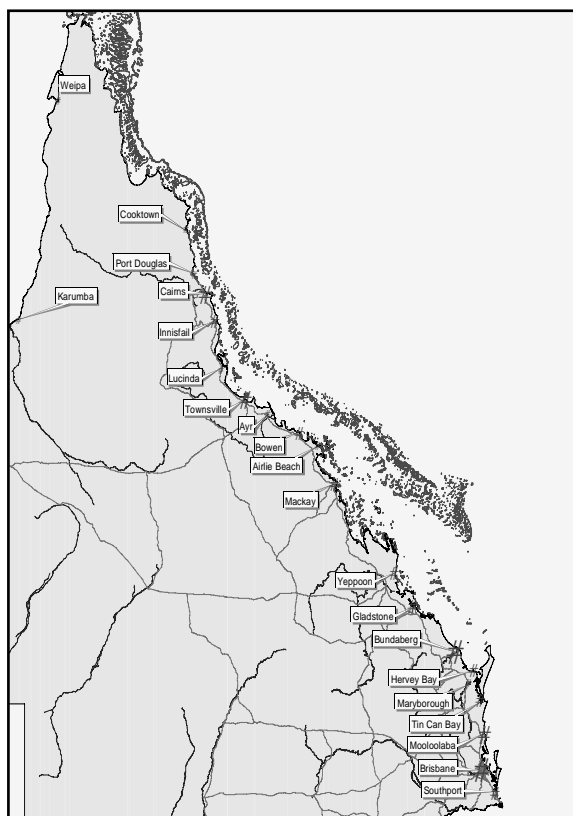 Weipa
Cooktown
Port Douglas
Cairns
Karumba
Innisfail
Lucinda
Townsville
Ayr
Bowen
Airlie Beach
Mackay
Yeppoon
Gladstone
Bundaberg
Hervey Bay
Maryborough
Tin Can Bay
Mooloolaba
Brisbane
Southport